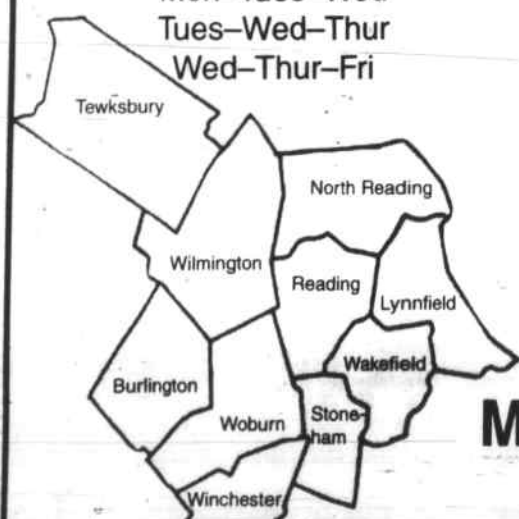 Tues–Wed–Thur
Wed–Thur–Fri
Tewksbury
North Reading
Wilmington
Reading
Lynnfield
Wakefield
Burlington
Stone-
ham
Woburn
M
Winchester